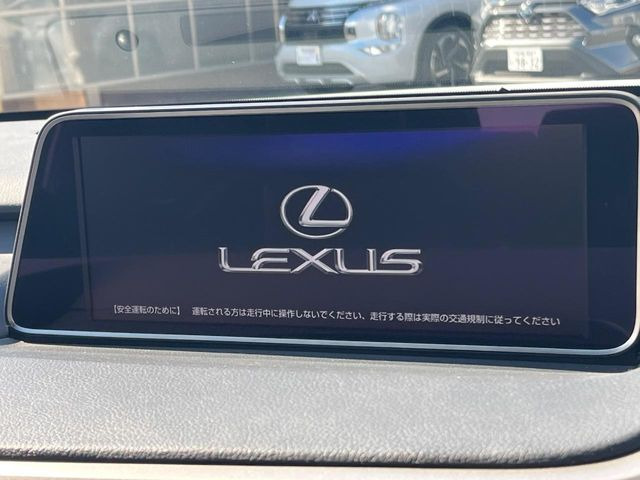 LEXUS
【安全運転のために】 運転される方は走行中に操作しないでください、走行する際は実際の交通規制に従ってください